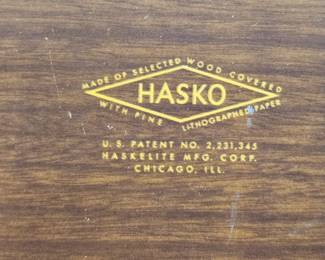 MADE OF SELECTED WOOD COVERED
HASKO
WITH FINE LITHOGRAPHED PAPER
U.S. PATENT NO. 2,231,345
HASKELITE MFG. CORP.
CHICAGO, ILL.